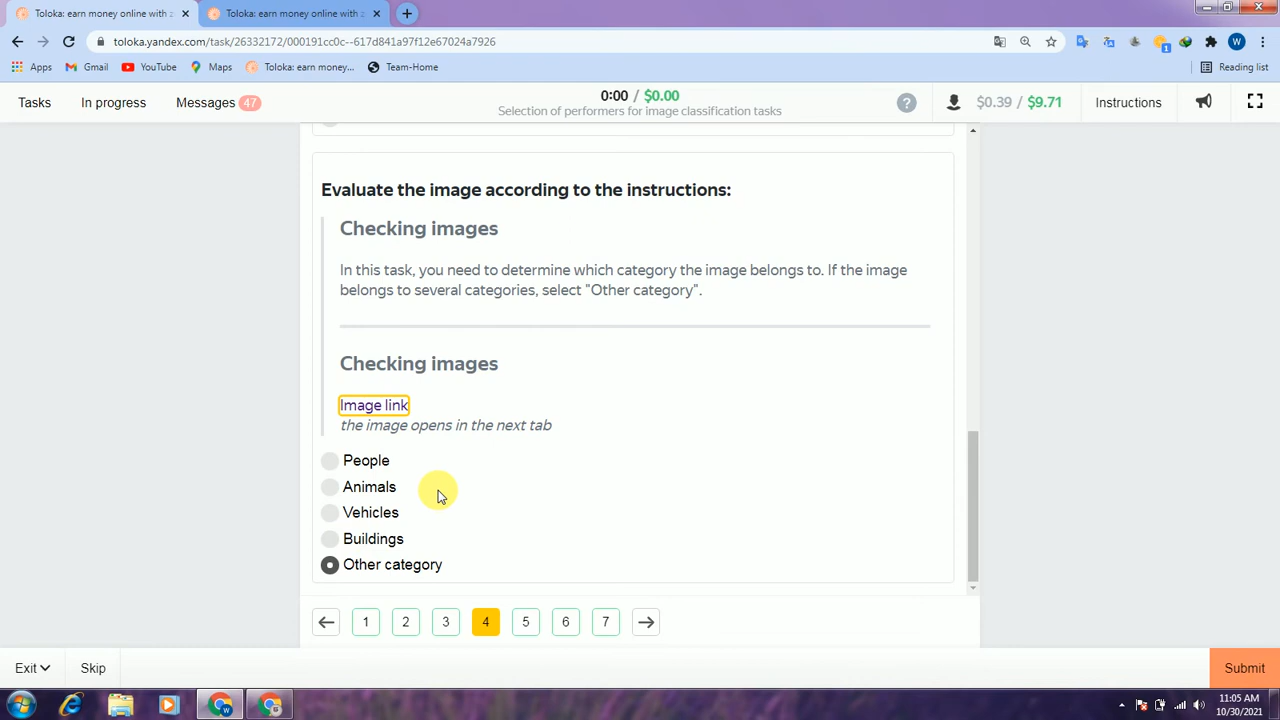 Toloka: earn money online with
Toloka: earn money online with
toloka.yandex.com/task/26332172/000191cc0c--617d841a97f12e67024a7926
W
Apps
Gmail
YouTube
Maps
Toloka: earn money...
Team-Home
Reading list
Tasks
In progress
Messages 47
0:00 / $0.00
Selection of performers for image classification tasks
?
$0.39 / $9.71
Instructions
Evaluate the image according to the instructions:
Checking images
In this task, you need to determine which category the image belongs to. If the image
belongs to several categories, select "Other category".
Checking images
Image link
the image opens in the next tab
People
Animals
Vehicles
Buildings
Other category
1 2 3 4 5 6 7
Exit
Skip
Submit
11:05 AM
10/30/2021